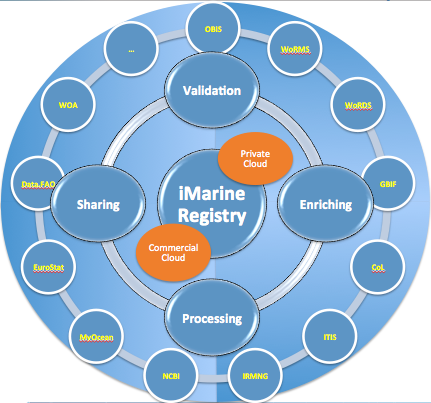 OBIS
...
WoRMS
Validation
WOA
WoRDS
Private
Cloud
Data.FAO
Sharing
iMarine
Registry
Enriching
GBIF
Commercial
Cloud
EuroStat
CoL
Processing
MyOcean
ITIS
NCBI
IRMNG